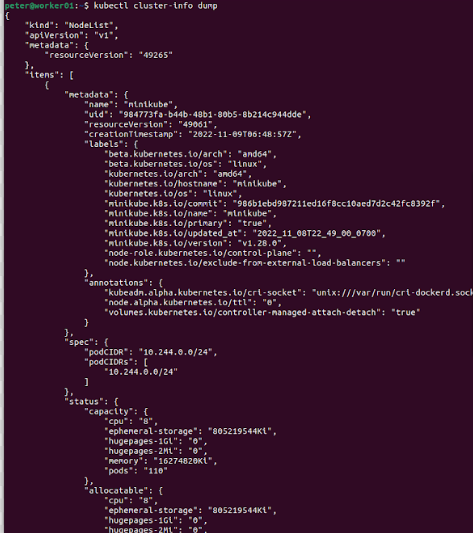 peter@worker01:~$ kubectl cluster-info dump
{
    "kind": "NodeList",
    "apiVersion": "v1",
    "metadata": {
        "resourceVersion": "49265"
    },
    "items": [
        {
            "metadata": {
                "name": "minikube",
                "uid": "984773fa-b44b-48b1-80b5-8b214c944dde",
                "resourceVersion": "49061",
                "creationTimestamp": "2022-11-09T06:48:57Z",
                "labels": {
                    "beta.kubernetes.io/arch": "amd64",
                    "beta.kubernetes.io/os": "linux",
                    "kubernetes.io/arch": "amd64",
                    "kubernetes.io/hostname": "minikube",
                    "kubernetes.io/os": "linux",
                    "minikube.k8s.io/commit": "986b1ebd987211ed16f8cc10aed7d2c42fc8392f",
                    "minikube.k8s.io/name": "minikube",
                    "minikube.k8s.io/primary": "true",
                    "minikube.k8s.io/updated_at": "2022_11_08T22_49_00_0700",
                    "minikube.k8s.io/version": "v1.28.0",
                    "node-role.kubernetes.io/control-plane": "",
                    "node.kubernetes.io/exclude-from-external-load-balancers": ""
                },
                "annotations": {
                    "kubeadm.alpha.kubernetes.io/cri-socket": "unix:///var/run/cri-dockerd.sock
                    "node.alpha.kubernetes.io/ttl": "0",
                    "volumes.kubernetes.io/controller-managed-attach-detach": "true"
                }
            },
            "spec": {
                "podCIDR": "10.244.0.0/24",
                "podCIDRs": [
                    "10.244.0.0/24"
                ]
            },
            "status": {
                "capacity": {
                    "cpu": "8",
                    "ephemeral-storage": "805219544Ki",
                    "hugepages-1Gi": "0",
                    "hugepages-2Mi": "0",
                    "memory": "16274820Ki",
                    "pods": "110"
                },
                "allocatable": {
                    "cpu": "8",
                    "ephemeral-storage": "805219544Ki",
                    "hugepages-1Gi": "0",
                    "hugepages-2Mi": "0",